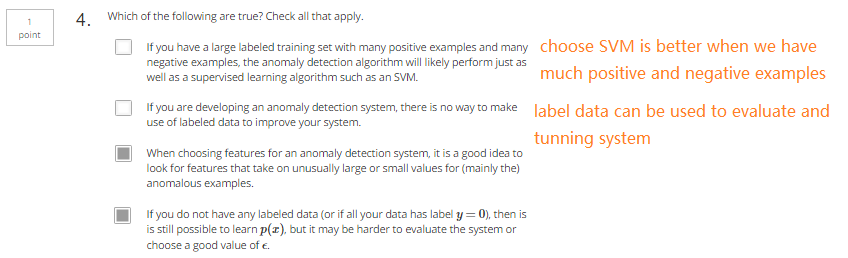 1
point
4. Which of the following are true? Check all that apply.
If you have a large labeled training set with many positive examples and many
negative examples, the anomaly detection algorithm will likely perform just as
well as a supervised learning algorithm such as an SVM.
choose SVM is better when we have
much positive and negative examples
If you are developing an anomaly detection system, there is no way to make
use of labeled data to improve your system.
label data can be used to evaluate and
tunning system
When choosing features for an anomaly detection system, it is a good idea to
look for features that take on unusually large or small values for (mainly the)
anomalous examples.
If you do not have any labeled data (or if all your data has label y = 0), then is
is still possible to learn p(x), but it may be harder to evaluate the system or
choose a good value of ϵ.